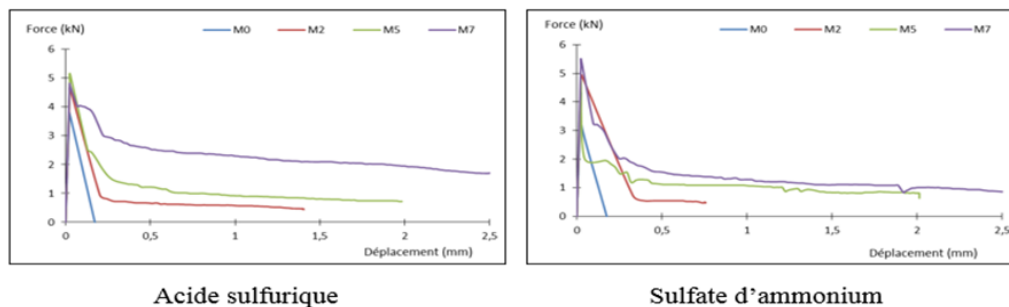 Force (kN)
M0 M2 M5 M7
6
5
4
3
2
1
0
0 0,5 1 1,5 2 2,5
Déplacement (mm)
Acide sulfurique
Force (kN)
M0 M2 M5 M7
6
5
4
3
2
1
0
0 0,5 1 1,5 2 2,5
Déplacement (mm)
Sulfate d’ammonium